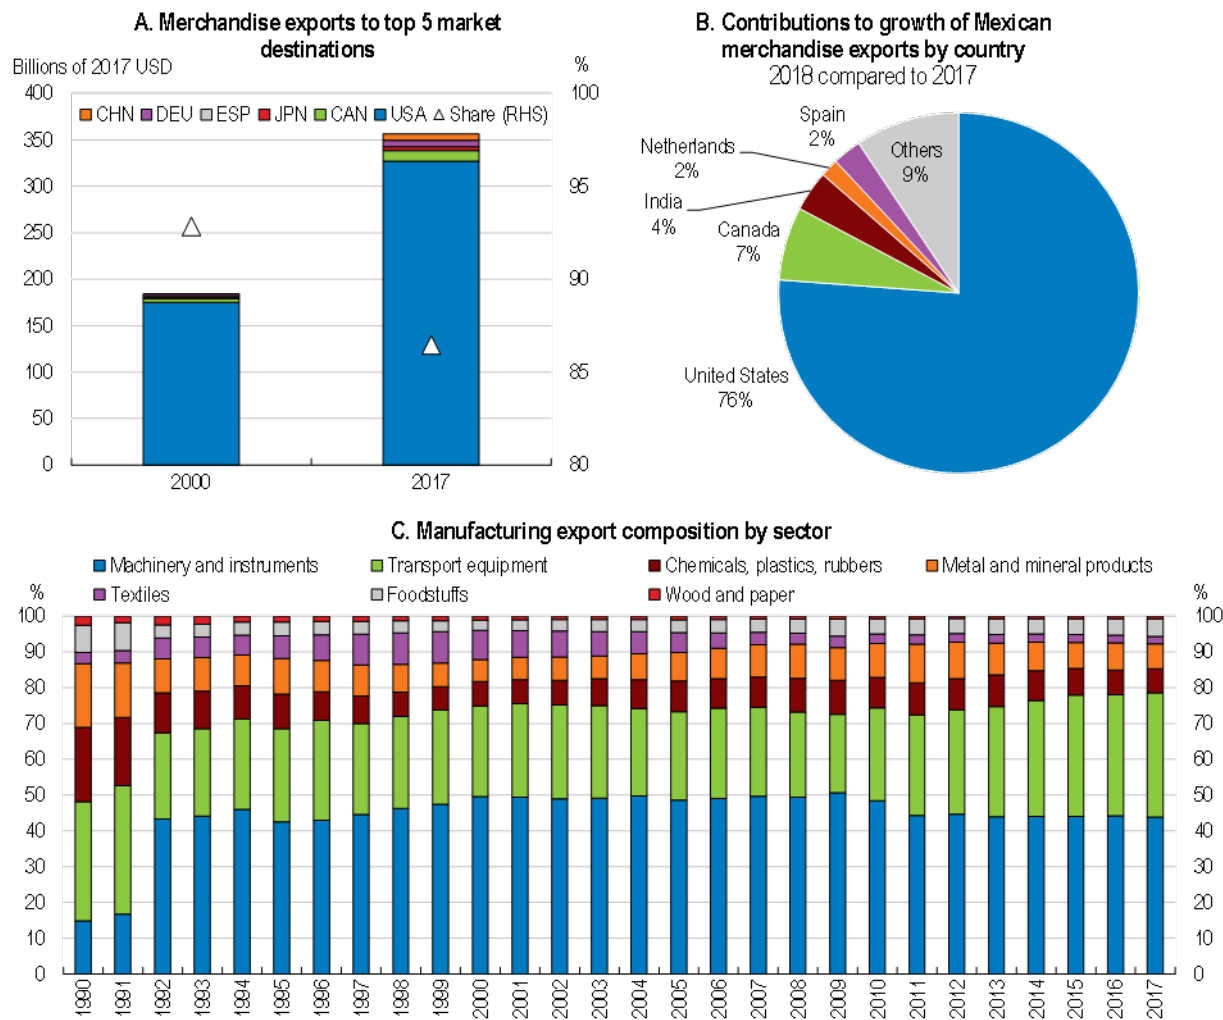 A. Merchandise exports to top 5 market
destinations
Billions of 2017 USD
%
400
350
300
250
200
150
100
50
0
100
95
90
85
80
CHN DEU ESP JPN CAN USA Share (RHS)
2000 2017
B. Contributions to growth of Mexican
merchandise exports by country
2018 compared to 2017
Spain
2%
Netherlands
2%
Others
9%
India
4%
Canada
7%
United States
76%
C. Manufacturing export composition by sector
Machinery and instruments Transport equipment Chemicals, plastics, rubbers Metal and mineral products
Textiles Foodstuffs Wood and paper
% %
100 100
90 90
80 80
70 70
60 60
50 50
40 40
30 30
20 20
10 10
0 0
1990 1991 1992 1993 1994 1995 1996 1997 1998 1999 2000 2001 2002 2003 2004 2005 2006 2007 2008 2009 2010 2011 2012 2013 2014 2015 2016 2017